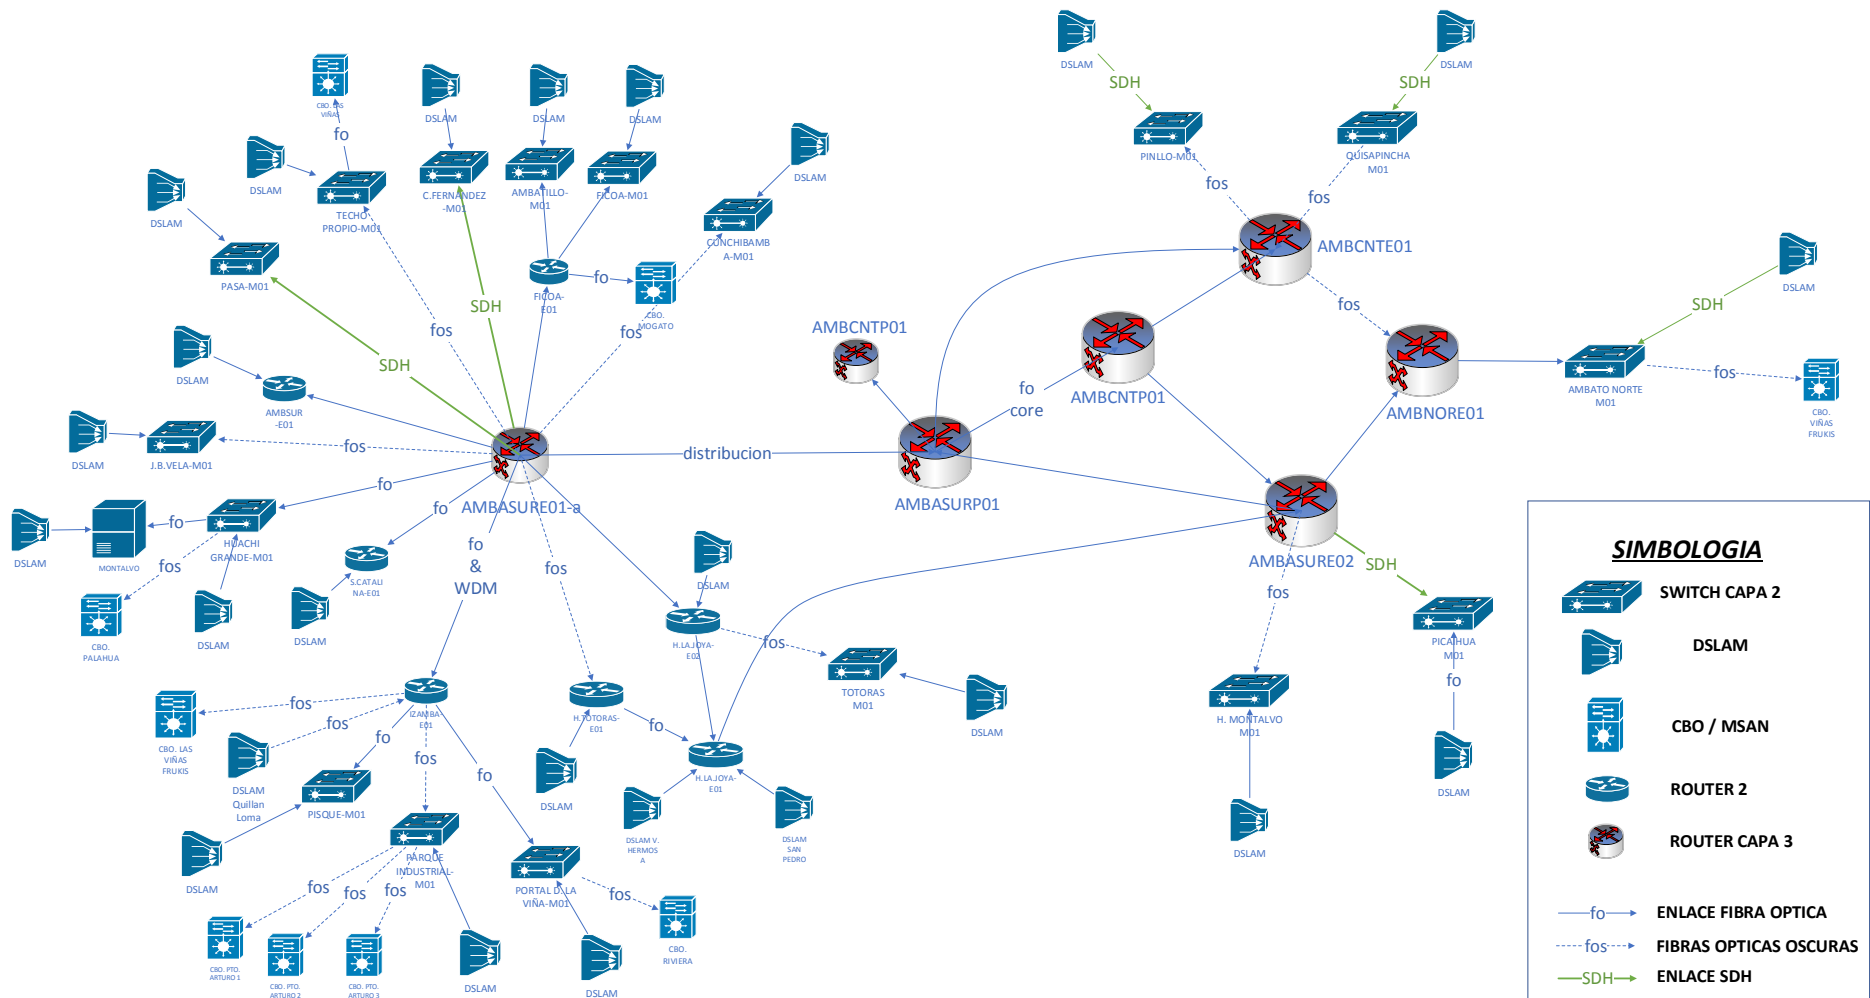 DSLAM
DSLAM
SDH
SDH
CBO. LAS
VIÑAS
DSLAM
DSLAM
DSLAM
fo
PINLLO-M01
QUISAPINCHA
M01
DSLAM
C.FERNANDEZ
-M01
AMBATILLO-
M01
FICOA-M01
DSLAM
DSLAM
TECHO
PROPIO-M01
CUNCHIBAMB
A-M01
fos
fos
AMBCNTE01
PASA-M01
FICOA-
E01
fo
CBO.
MOGATO
SDH
DSLAM
fos
fos
fos
SDH
AMBCNTP01
SDH
DSLAM
AMBSUR
-E01
AMBCNTP01
fo
core
AMBNORE01
AMBATO NORTE
M01
fos
CBO.
VIÑAS
FRUKIS
DSLAM
J.B.VELA-M01
fos
distribucion
fo
AMBASURE01-a
AMBASURP01
fo
DSLAM
MONTALVO
fo
HUACHI
GRANDE-M01
fos
fo
&
WDM
fos
S.CATALI
NA-E01
AMBASURE02
SDH
DSLAM
fos
CBO.
PALAHUA
DSLAM
DSLAM
H.LA.JOYA-
E02
fos
PICAIHUA
M01
TOTORAS
M01
fo
fos
IZAMBA-
E01
H.TOTORAS-
E01
fo
H. MONTALVO
M01
DSLAM
CBO. LAS
VIÑAS
FRUKIS
fos
fo
fos
DSLAM
Quillan
Loma
fo
DSLAM
H.LA.JOYA-
E01
DSLAM
PISQUE-M01
DSLAM V.
HERMOS
A
DSLAM
SAN
PEDRO
DSLAM
DSLAM
PARQUE
INDUSTRIAL-
M01
PORTAL D.LA
VIÑA-M01
fos
fos
fos
fos
CBO. PTO.
ARTURO 1
CBO. PTO.
ARTURO 2
CBO. PTO.
ARTURO 3
DSLAM
DSLAM
CBO.
RIVIERA
SIMBOLOGIA
SWITCH CAPA 2
DSLAM
CBO / MSAN
ROUTER 2
ROUTER CAPA 3
fo ENLACE FIBRA OPTICA
fos FIBRAS OPTICAS OSCURAS
SDH ENLACE SDH